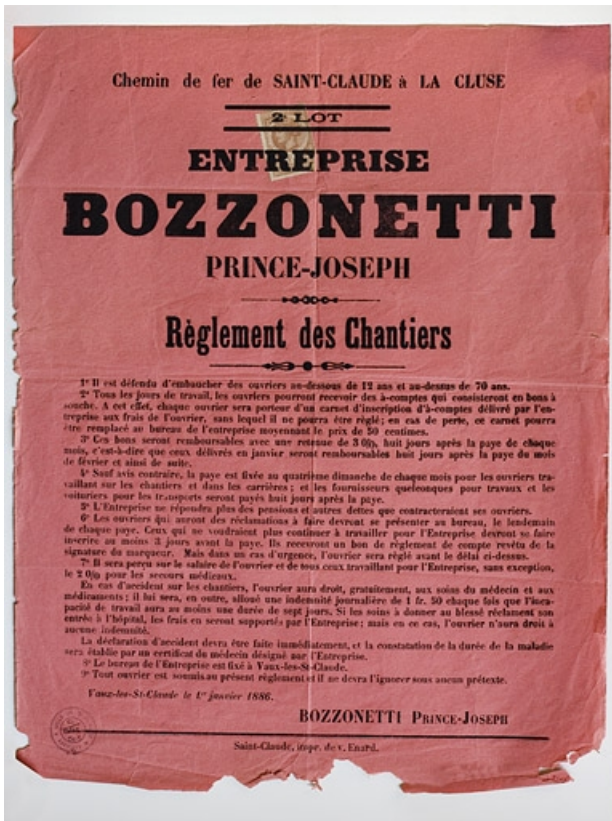 Chemin de fer de SAINT-CLAUDE à LA CLUSE
2e LOT
ENTREPRISE
BOZZONETTI
PRINCE-JOSEPH
Règlement des Chantiers
1º Il est défendu d'embaucher des ouvriers au-dessous de 12 ans et au-dessus de 70 ans.
2º Tous les jours de travail, les ouvriers pourront recevoir des à-comptes qui consisteront en bons à
souche. A cet effet, chaque ouvrier sera porteur d'un carnet d'inscription d'à-comptes délivré par l'en-
treprise aux frais de l'ouvrier, sans lequel il ne pourra être réglé; en cas de perte, ce carnet pourra
être remplacé au bureau de l'entreprise moyennant le prix de 50 centimes.
3º Ces bons seront remboursables avec une retenue de 3 0/0, huit jours après la paye de chaque
mois, c'est-à-dire que ceux délivrés en janvier seront remboursables huit jours après la paye du mois
de février et ainsi de suite.
4º Sauf avis contraire, la paye est fixée au quatrième dimanche de chaque mois pour les ouvriers tra-
vaillant sur les chantiers et dans les carrières; et les fournisseurs quelconques pour travaux et les
voituriers pour les transports seront payés huit jours après la paye.
5º L'Entreprise ne répondra plus des pensions et autres dettes que contracteraient ses ouvriers.
6º Les ouvriers qui auront des réclamations à faire devront se présenter au bureau, le lendemain
de chaque paye. Ceux qui ne voudraient plus continuer à travailler pour l'Entreprise devront se faire
inscrire au moins 3 jours avant la paye. Ils recevront un bon de règlement de compte revêtu de la
signature du marqueur. Mais dans un cas d'urgence, l'ouvrier sera réglé avant le délai ci-dessus.
7º Il sera perçu sur le salaire de l'ouvrier et de tous ceux travaillant pour l'Entreprise, sans exception,
le 2 0/0 pour les secours médicaux.
En cas d'accident sur les chantiers, l'ouvrier aura droit, gratuitement, aux soins du médecin et aux
médicaments; il lui sera, en outre, alloué une indemnité journalière de 1 fr. 50 chaque fois que l'inca-
pacité de travail aura au moins une durée de sept jours. Si les soins à donner au blessé réclament son
entrée à l'hôpital, les frais en seront supportés par l'Entreprise; mais en ce cas, l'ouvrier n'aura droit à
aucune indemnité.
La déclaration d'accident devra être faite immédiatement, et la constatation de la durée de la maladie
sera établie par un certificat du médecin désigné par l'Entreprise.
8º Le bureau de l'Entreprise est fixé à Vaux-les-St-Claude.
9º Tout ouvrier est soumis au présent règlement et il ne devra l'ignorer sous aucun prétexte.
Vaux-les-St-Claude le 1er janvier 1886.
BOZZONETTI PRINCE-JOSEPH
Saint-Claude, impr. de v. Enard.